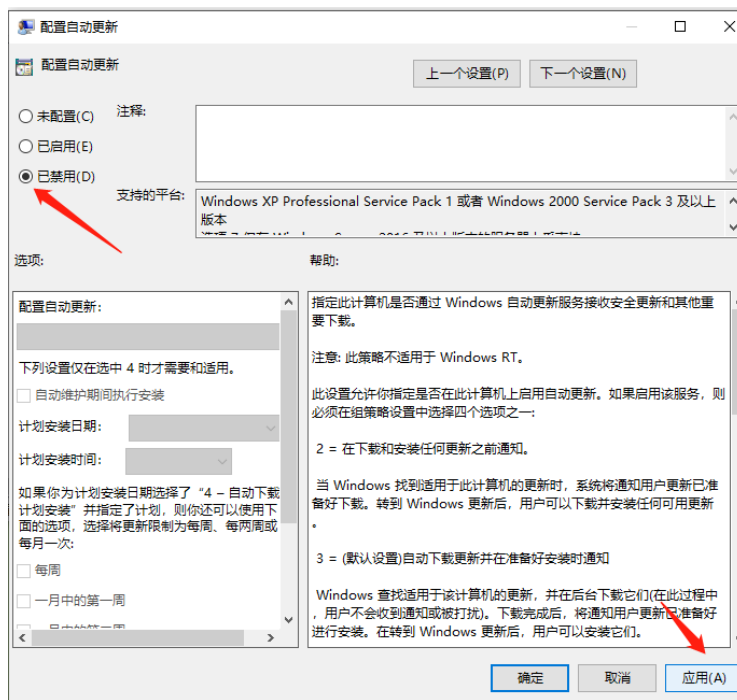 配置自动更新
配置自动更新
上一个设置(P)
下一个设置(N)
未配置(C)
注释:
已启用(E)
已禁用(D)
支持的平台:
Windows XP Professional Service Pack 1 或者 Windows 2000 Service Pack 3 及以上
版本
选项:
帮助:
配置自动更新:
下列设置仅在选中 4 时才需要和适用。
自动维护期间执行安装
计划安装日期:
计划安装时间:
如果你为计划安装日期选择了“4 – 自动下载
计划安装”并指定了计划，则你还可以使用下
面的选项，选择将更新限制为每周、每两周或
每月一次:
每周
一月中的第一周
指定此计算机是否通过 Windows 自动更新服务接收安全更新和其他重
要下载。
注意: 此策略不适用于 Windows RT。
此设置允许你指定是否在此计算机上启用自动更新。如果启用该服务，则
必须在组策略设置中选择四个选项之一:
2 = 在下载和安装任何更新之前通知。
当 Windows 找到适用于此计算机的更新时，系统将通知用户更新已准
备好下载。转到 Windows 更新后，用户可以下载并安装任何可用更新
。
3 = (默认设置)自动下载更新并在准备好安装时通知
Windows 查找适用于该计算机的更新，并在后台下载它们(在此过程中
，用户不会收到通知或被打扰)。下载完成后，将通知用户更新已准备好
进行安装。在转到 Windows 更新后，用户可以安装它们。
确定
取消
应用(A)